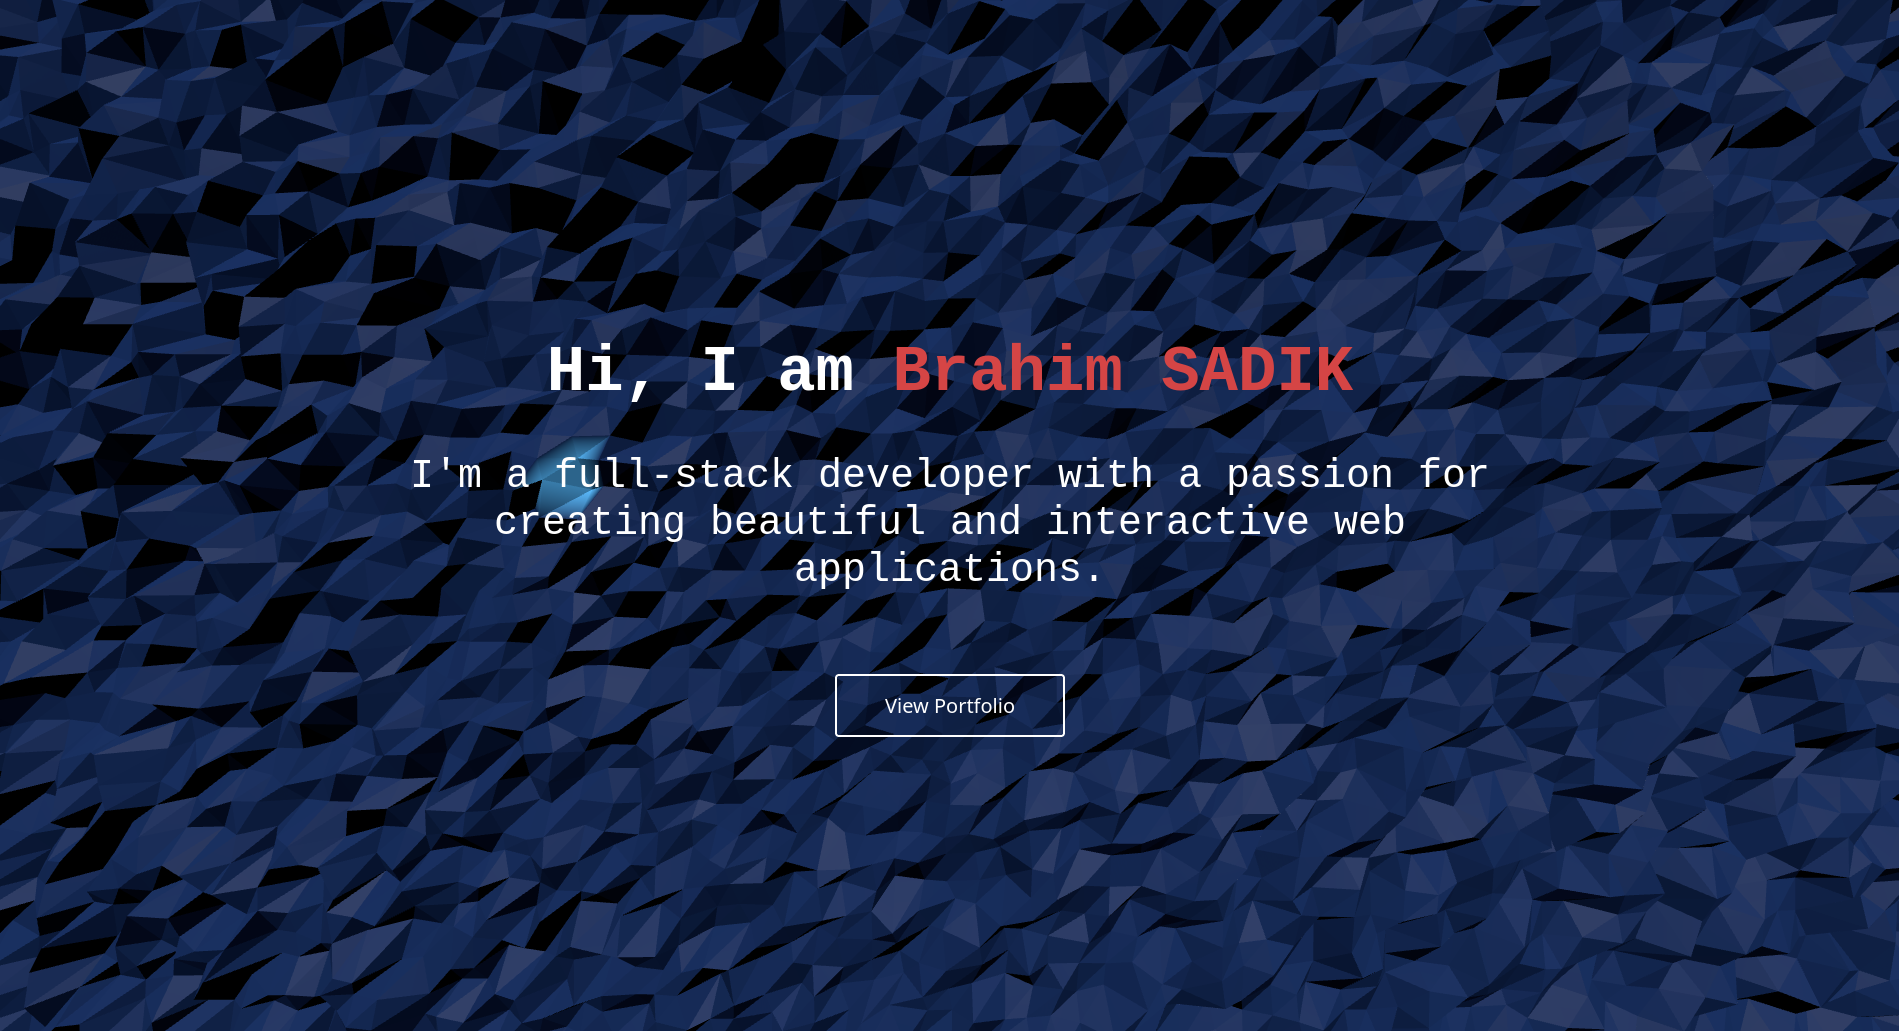 Hi, I am Brahim SADIK
I'm a full-stack developer with a passion for
creating beautiful and interactive web
applications.
View Portfolio